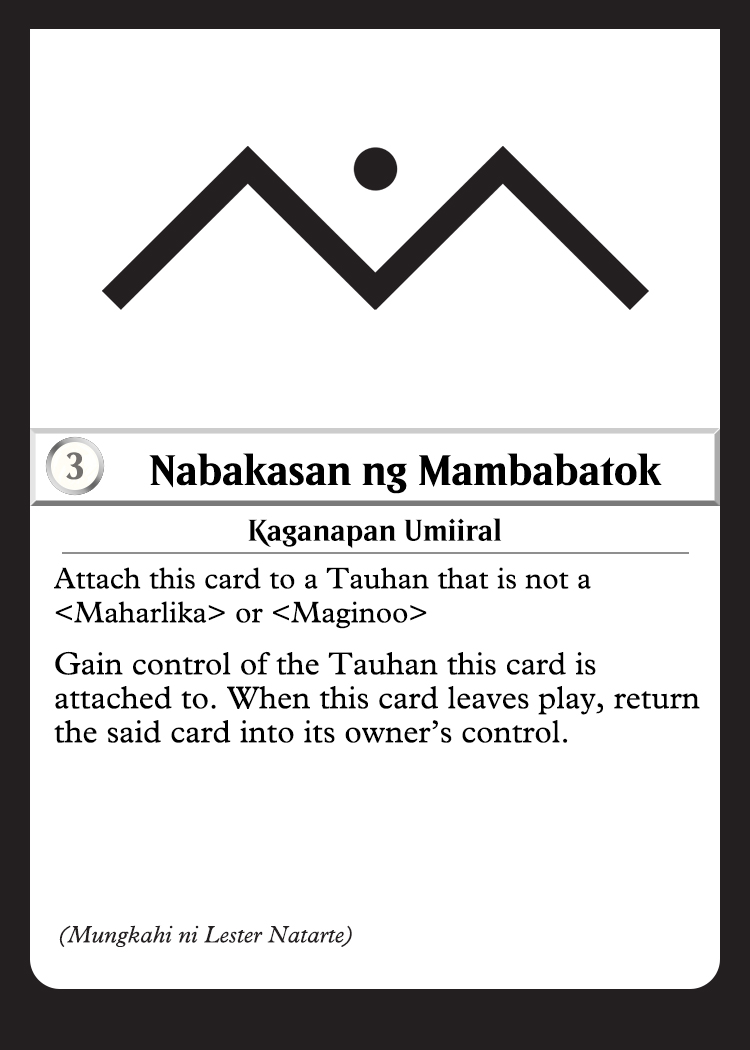 3
Nabakasan ng Mambabatok
Kaganapan Umiiral
Attach this card to a Tauhan that is not a
<Maharlika> or <Maginoo>
Gain control of the Tauhan this card is
attached to. When this card leaves play, return
the said card into its owner’s control.
(Mungkahi ni Lester Natarte)